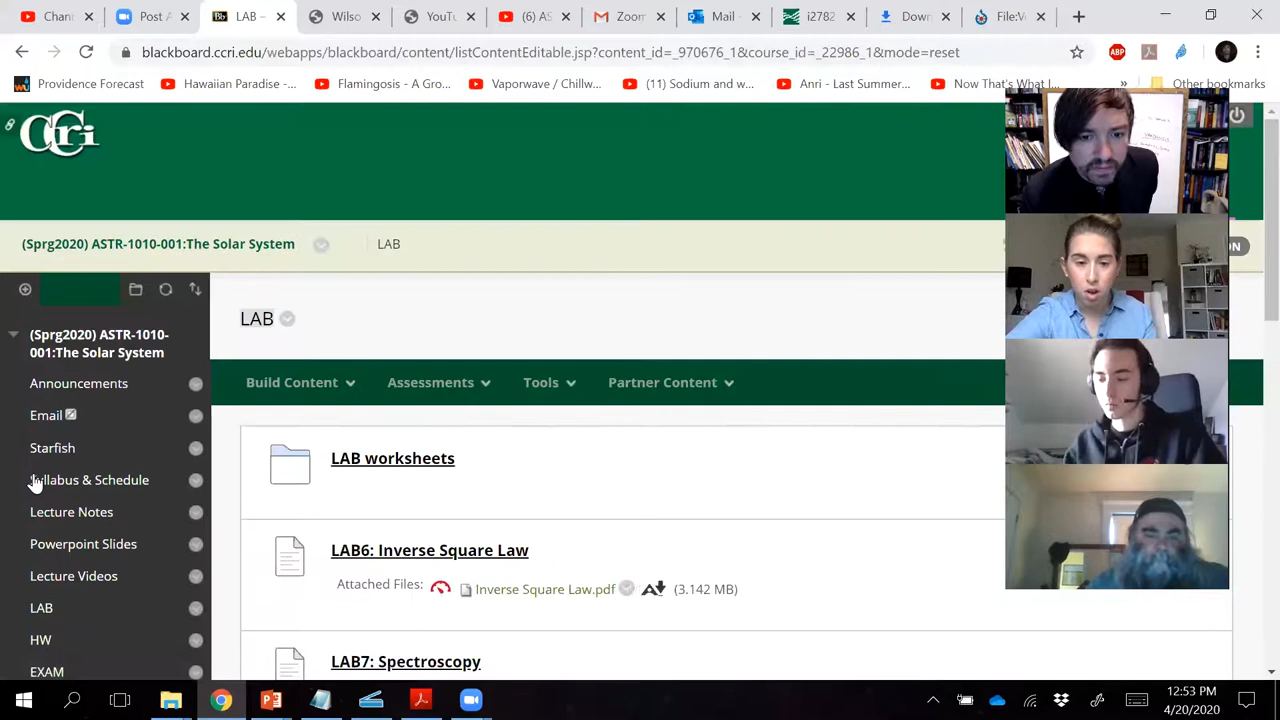 Chann
Post A
LAB –
Wilso
YouTu
(6) As
Zoom
Mail -
i2782
Down
File:Vo
blackboard.ccri.edu/webapps/blackboard/content/listContentEditable.jsp?content_id=_970676_1&course_id=_22986_1&mode=reset
ABP
Providence Forecast
Hawaiian Paradise -...
Flamingosis - A Gro...
Vaporwave / Chillw...
(11) Sodium and w...
Anri - Last summer...
Now That's What I...
»
Other bookmarks
CCri
(Sprg2020) ASTR-1010-001:The Solar System
LAB
ON
(Sprg2020) ASTR-1010-
001:The Solar System
Announcements
Email
Starfish
Syllabus & Schedule
Lecture Notes
Powerpoint Slides
Lecture Videos
LAB
HW
EXAM
LAB
Build Content
Assessments
Tools
Partner Content
LAB worksheets
LAB6: Inverse Square Law
Attached Files:
Inverse Square Law.pdf
(3.142 MB)
LAB7: Spectroscopy
12:53 PM
4/20/2020